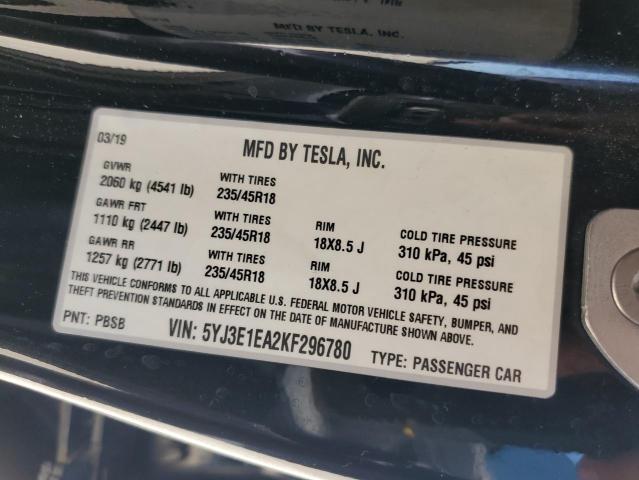 MFD BY TESLA, INC.
03/19
MFD BY TESLA, INC.
GVWR
2060 kg (4541 lb)
WITH TIRES
235/45R18
GAWR FRT
1110 kg (2447 lb)
WITH TIRES
235/45R18
RIM
18X8.5 J
COLD TIRE PRESSURE
310 kPa, 45 psi
GAWR RR
1257 kg (2771 lb)
WITH TIRES
235/45R18
RIM
18X8.5 J
COLD TIRE PRESSURE
310 kPa, 45 psi
THIS VEHICLE CONFORMS TO ALL APPLICABLE U.S. FEDERAL MOTOR VEHICLE SAFETY, BUMPER, AND
THEFT PREVENTION STANDARDS IN EFFECT ON THE DATE OF MANUFACTURE SHOWN ABOVE.
PNT: PBSB
VIN: 5YJ3E1EA2KF296780
TYPE: PASSENGER CAR